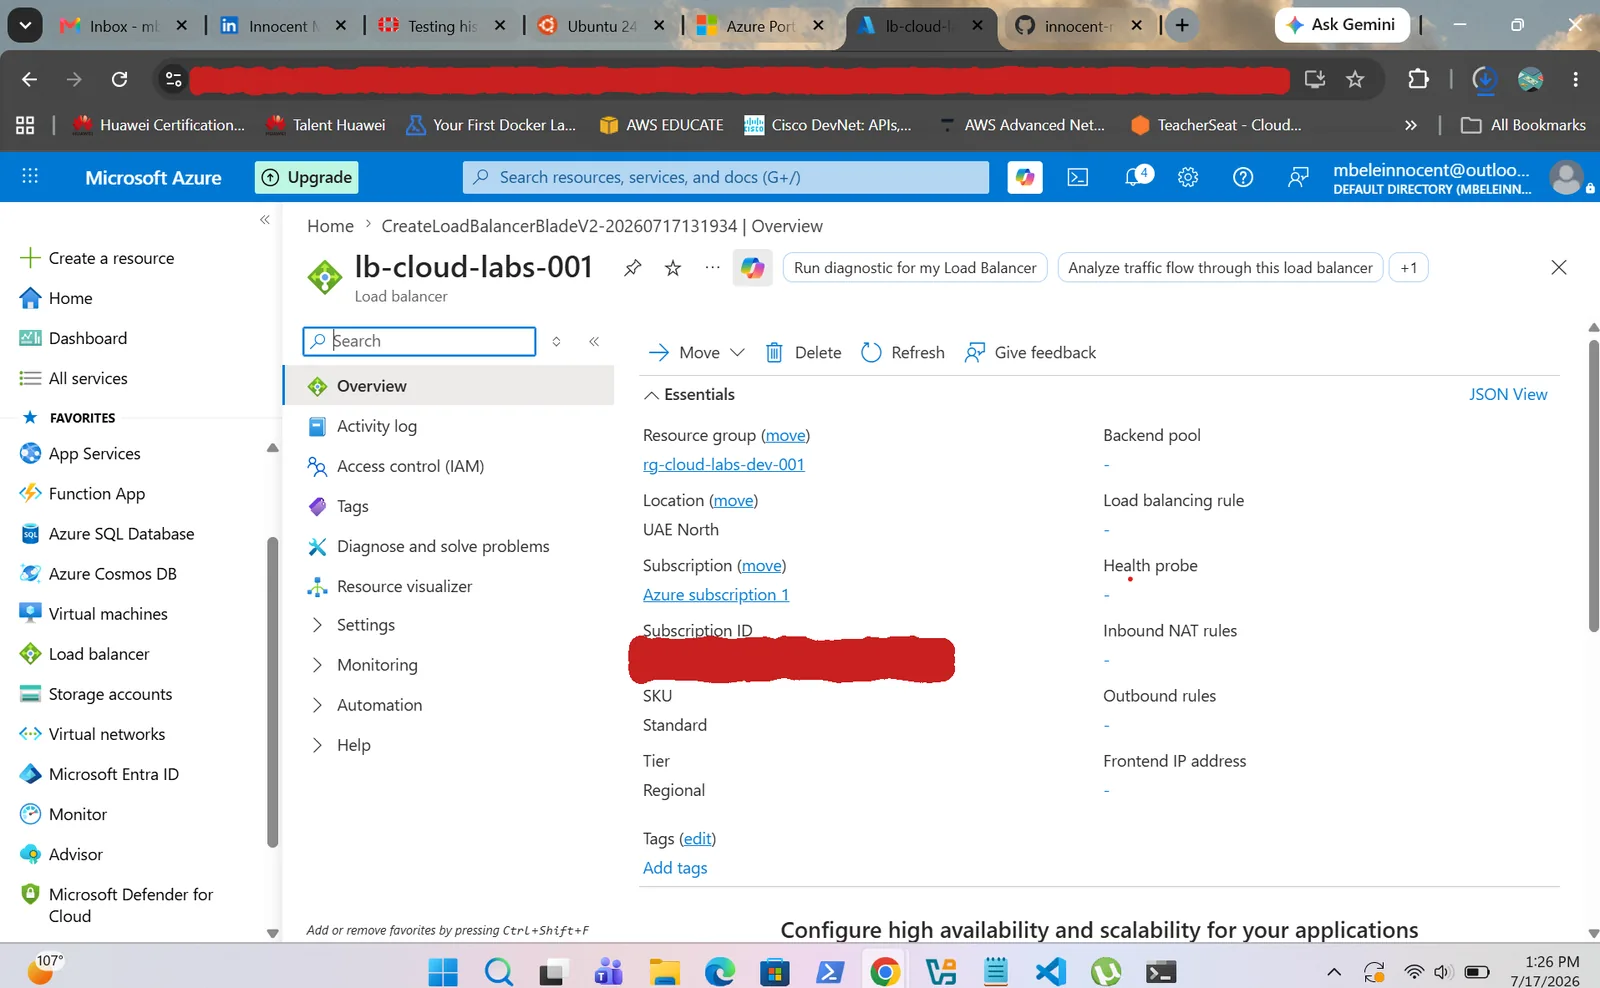 Inbox - mb
Innocent M
Testing his
Ubuntu 24
Azure Port
lb-cloud-la
innocent-r
Ask Gemini
Huawei Certification...
Talent Huawei
Your First Docker La...
AWS EDUCATE
Cisco DevNet: APIs,...
AWS Advanced Net...
TeacherSeat - Cloud...
All Bookmarks
Microsoft Azure
Upgrade
Search resources, services, and docs (G+/)
4
mbeleinnocent@outloo...
DEFAULT DIRECTORY (MBELEINN...
Create a resource
Home
Dashboard
All services
FAVORITES
App Services
Function App
Azure SQL Database
Azure Cosmos DB
Virtual machines
Load balancer
Storage accounts
Virtual networks
Microsoft Entra ID
Monitor
Advisor
Microsoft Defender for
Cloud
Home > CreateLoadBalancerBladeV2-20260717131934 | Overview
lb-cloud-labs-001
Load balancer
Run diagnostic for my Load Balancer
Analyze traffic flow through this load balancer
+1
Search
Overview
Activity log
Access control (IAM)
Tags
Diagnose and solve problems
Resource visualizer
Settings
Monitoring
Automation
Help
Add or remove favorites by pressing Ctrl+Shift+F
Move
Delete
Refresh
Give feedback
Essentials
JSON View
Resource group (move)
rg-cloud-labs-dev-001
Location (move)
UAE North
Subscription (move)
Azure subscription 1
Subscription ID
SKU
Standard
Tier
Regional
Tags (edit)
Add tags
Backend pool
-
Load balancing rule
-
Health probe
-
Inbound NAT rules
-
Outbound rules
-
Frontend IP address
-
Configure high availability and scalability for your applications
107°
1:26 PM
7/17/2026